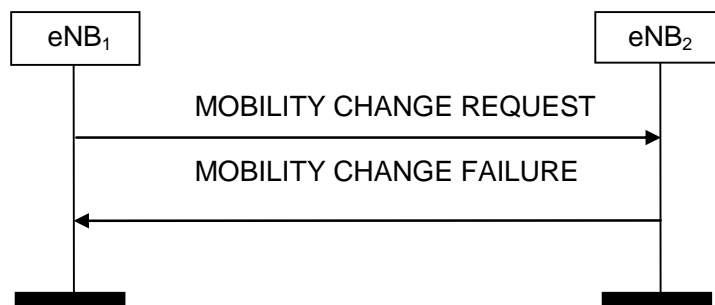 eNB₁
eNB₂
MOBILITY CHANGE REQUEST
MOBILITY CHANGE FAILURE